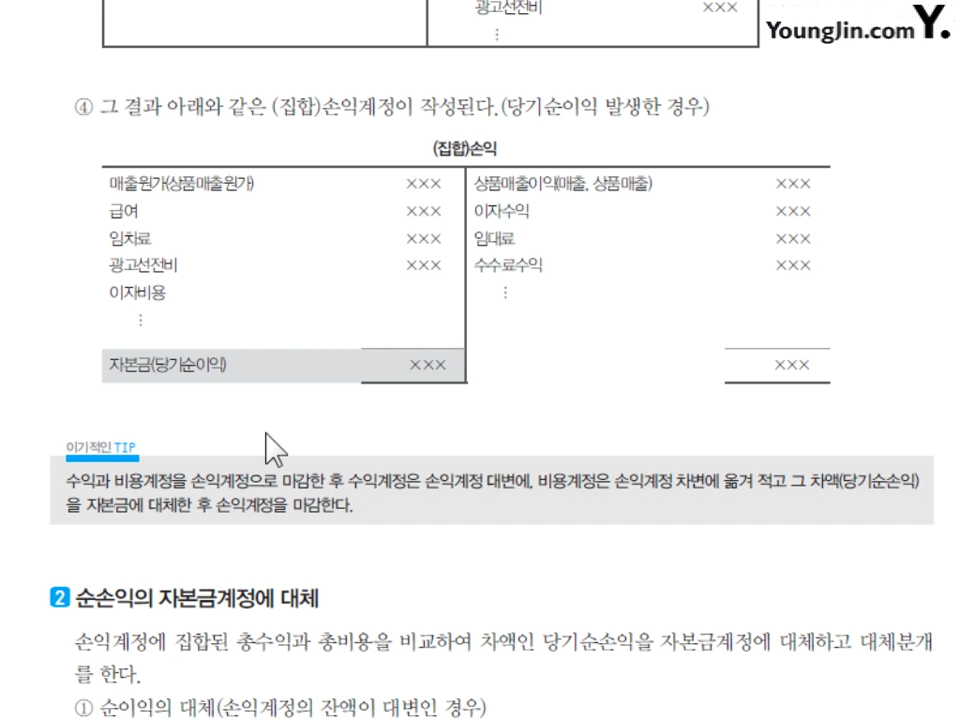 광고선전비 ×××
⋮
YoungJin.com Y.
④ 그 결과 아래와 같은 (집합)손익계정이 작성된다.(당기순이익 발생한 경우)
(집합)손익
매출원가(상품매출원가) ××× 상품매출이익(매출, 상품매출) ×××
급여 ××× 이자수익 ×××
임차료 ××× 임대료 ×××
광고선전비 ××× 수수료수익 ×××
이자비용 ⋮
⋮
자본금(당기순이익) ××× ×××
이기적인 TIP
수익과 비용계정을 손익계정으로 마감한 후 수익계정은 손익계정 대변에, 비용계정은 손익계정 차변에 옮겨 적고 그 차액(당기순손익)
을 자본금에 대체한 후 손익계정을 마감한다.
2 순손익의 자본금계정에 대체
손익계정에 집합된 총수익과 총비용을 비교하여 차액인 당기순손익을 자본금계정에 대체하고 대체분개
를 한다.
① 순이익의 대체(손익계정의 잔액이 대변인 경우)